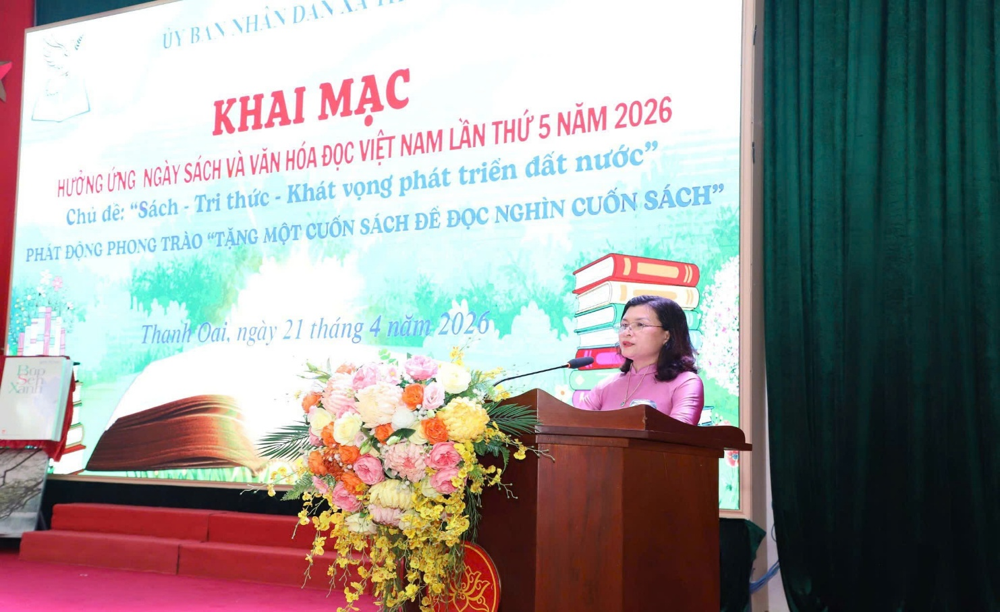 ỦY BAN NHÂN DÂN XÃ
KHAI MẠC
HƯỞNG ỨNG NGÀY SÁCH VÀ VĂN HÓA ĐỌC VIỆT NAM LẦN THỨ 5 NĂM 2026
Chủ đề: “Sách - Tri thức - Khát vọng phát triển đất nước”
PHÁT ĐỘNG PHONG TRÀO “TẶNG MỘT CUỐN SÁCH ĐỂ ĐỌC NGHÌN CUỐN SÁCH”
Thanh Oai, ngày 21 tháng 4 năm 2026
Búp
Sen
Xanh